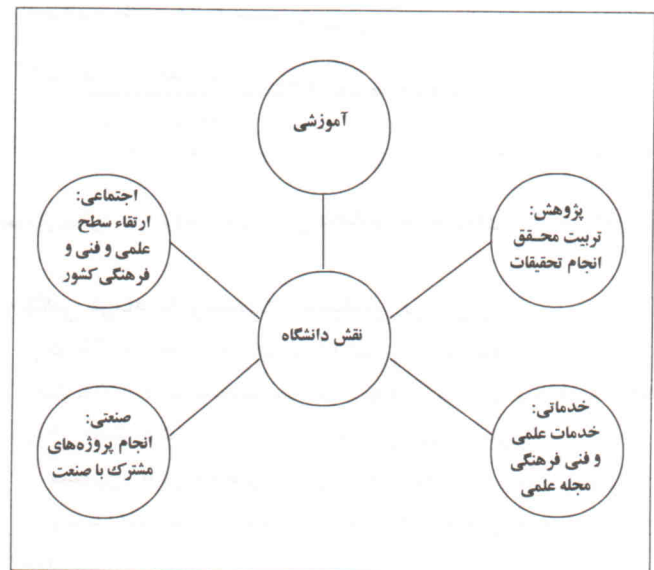 آموزشی
پژوهش:
تربیت محـقق
انجام تحقیقات
اجتماعی:
ارتقاء سطح
علمی و فنی و
فرهنگی کشور
نقش دانشگاه
خدماتی:
خدمات علمی
و فنی فرهنگی
مجله علمی
صنعتی:
انجام پروژه‌های
مشترک با صنعت